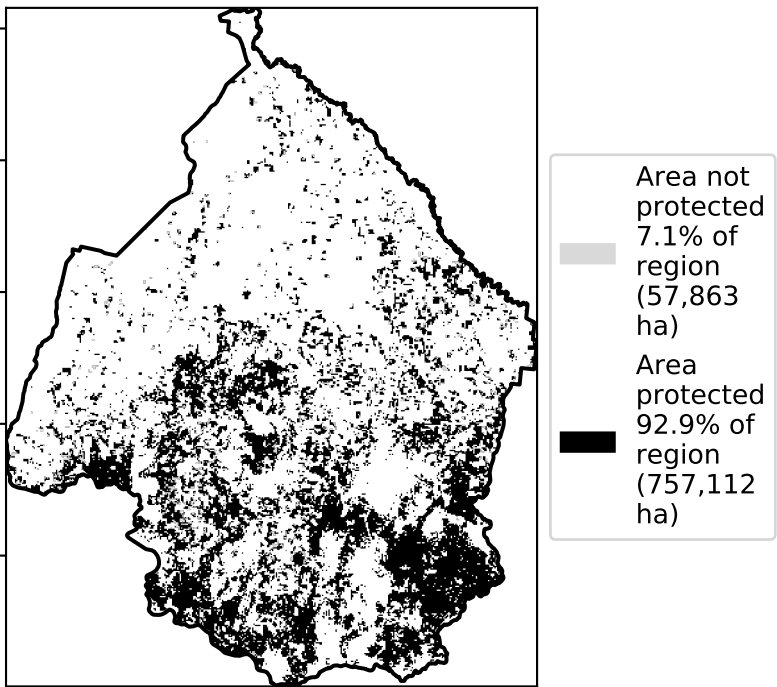 Area not
protected
7.1% of
region
(57,863
ha)
Area
protected
92.9% of
region
(757,112
ha)